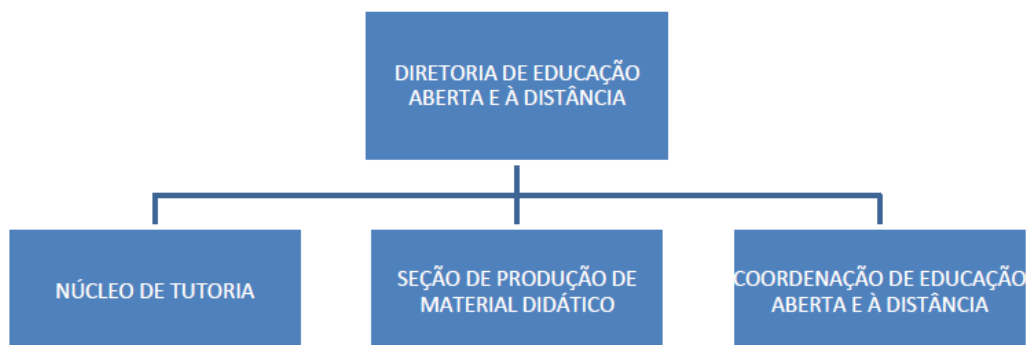 DIRETORIA DE EDUCAÇÃO
ABERTA E À DISTÂNCIA
NÚCLEO DE TUTORIA
SEÇÃO DE PRODUÇÃO DE
MATERIAL DIDÁTICO
COORDENAÇÃO DE EDUCAÇÃO
ABERTA E À DISTÂNCIA